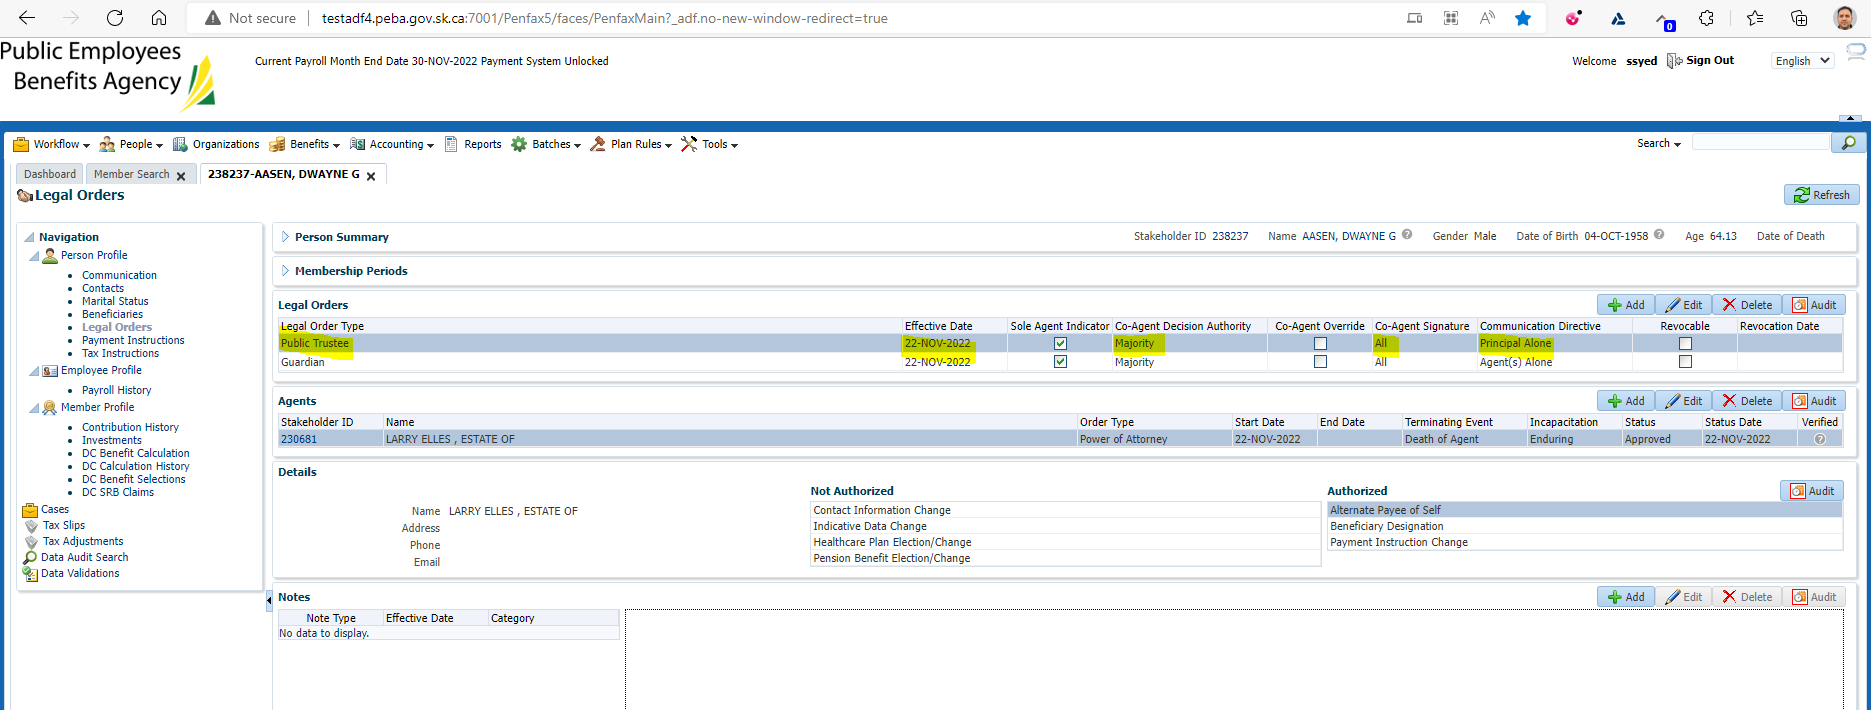 Not secure testadf4.peba.gov.sk.ca:7001/Penfax5/faces/PenfaxMain?_adf.no-new-window-redirect=true
0
Public Employees
Benefits Agency
Current Payroll Month End Date 30-NOV-2022 Payment System Unlocked
Welcome ssyed Sign Out English
Workflow People Organizations Benefits Accounting Reports Batches Plan Rules Tools Search
Dashboard Member Search 238237-AASEN, DWAYNE G
Legal Orders Refresh
Navigation
Person Profile
Communication
Contacts
Marital Status
Beneficiaries
Legal Orders
Payment Instructions
Tax Instructions
Employee Profile
Payroll History
Member Profile
Contribution History
Investments
DC Benefit Calculation
DC Calculation History
DC Benefit Selections
DC SRB Claims
Cases
Tax Slips
Tax Adjustments
Data Audit Search
Data Validations
Person Summary Stakeholder ID 238237 Name AASEN, DWAYNE G Gender Male Date of Birth 04-OCT-1958 Age 64.13 Date of Death
Membership Periods
Legal Orders Add Edit Delete Audit
Legal Order Type Effective Date Sole Agent Indicator Co-Agent Decision Authority Co-Agent Override Co-Agent Signature Communication Directive Revocable Revocation Date
Public Trustee 22-NOV-2022 Majority All Principal Alone
Guardian 22-NOV-2022 Majority All Agent(s) Alone
Agents Add Edit Delete Audit
Stakeholder ID Name Order Type Start Date End Date Terminating Event Incapacitation Status Status Date Verified
230681 LARRY ELLES , ESTATE OF Power of Attorney 22-NOV-2022 Death of Agent Enduring Approved 22-NOV-2022
Details
Name LARRY ELLES , ESTATE OF
Address
Phone
Email
Not Authorized
Contact Information Change
Indicative Data Change
Healthcare Plan Election/Change
Pension Benefit Election/Change
Authorized Audit
Alternate Payee of Self
Beneficiary Designation
Payment Instruction Change
Notes Add Edit Delete Audit
Note Type Effective Date Category
No data to display.